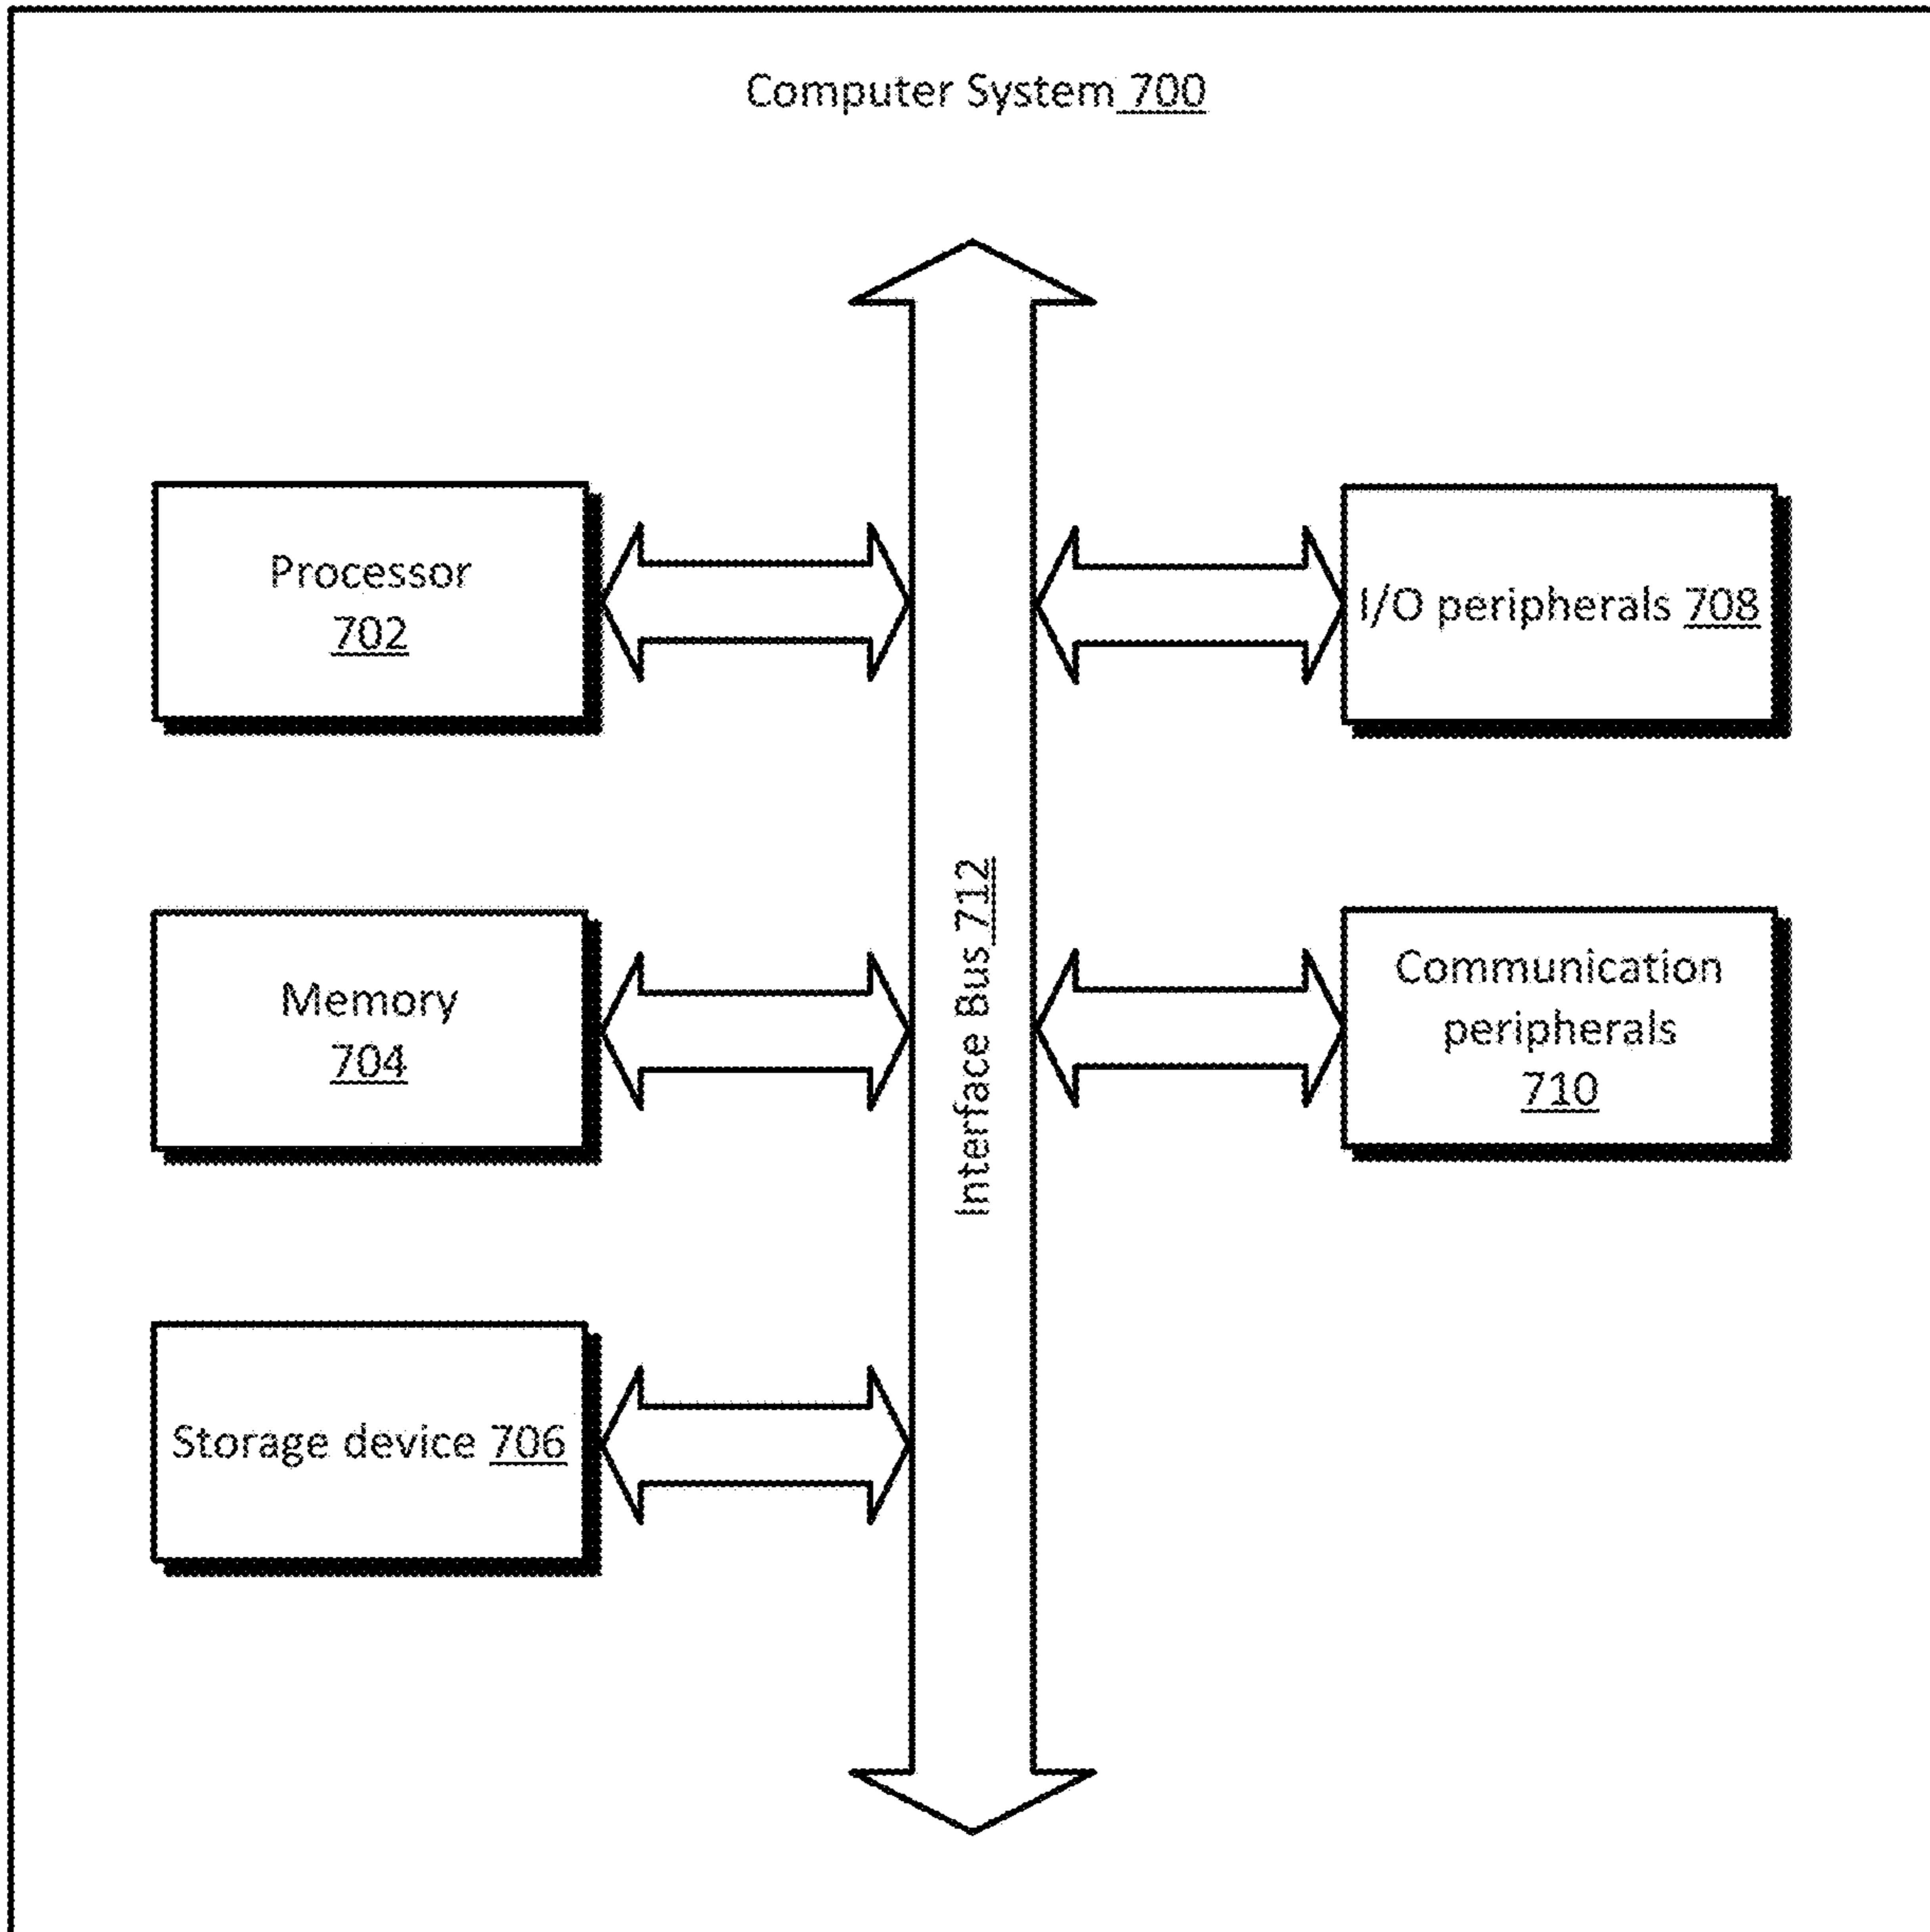 Computer System 700
Processor
702
I/O peripherals 708
Interface Bus 712
Memory
704
Communication
peripherals
710
Storage device 706